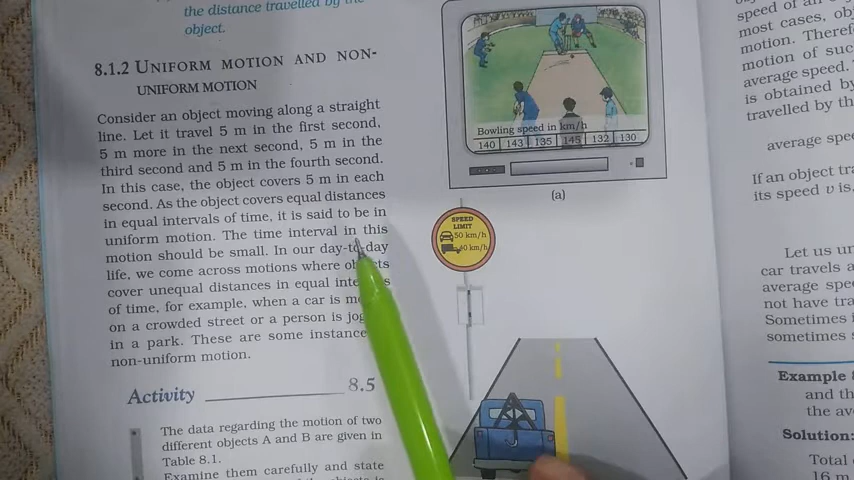 the distance travelled by the
object.
8.1.2 UNIFORM MOTION AND NON-
UNIFORM MOTION
Consider an object moving along a straight
line. Let it travel 5 m in the first second,
5 m more in the next second, 5 m in the
third second and 5 m in the fourth second.
In this case, the object covers 5 m in each
second. As the object covers equal distances
in equal intervals of time, it is said to be in
uniform motion. The time interval in this
motion should be small. In our day-to-day
life, we come across motions where objects
cover unequal distances in equal
of time, for example, when a car is
on a crowded street or a person is
in a park. These are some
non-uniform motion.
Activity 8.5
The data regarding the motion of two
different objects A and B are given in
Table 8.1.
Examine them carefully and state
Bowling speed in km/h
140 143 135 145 132 130
(a)
SPEED
LIMIT
50 km/h
40 km/h
speed of
most cases,
motion.
motion of
average speed.
is obtained by
travelled by
average
If an object
its speed v is
Let us
car travels a
average
not have
Sometimes
sometimes
Example
and
the
Solution:
Total
16 m